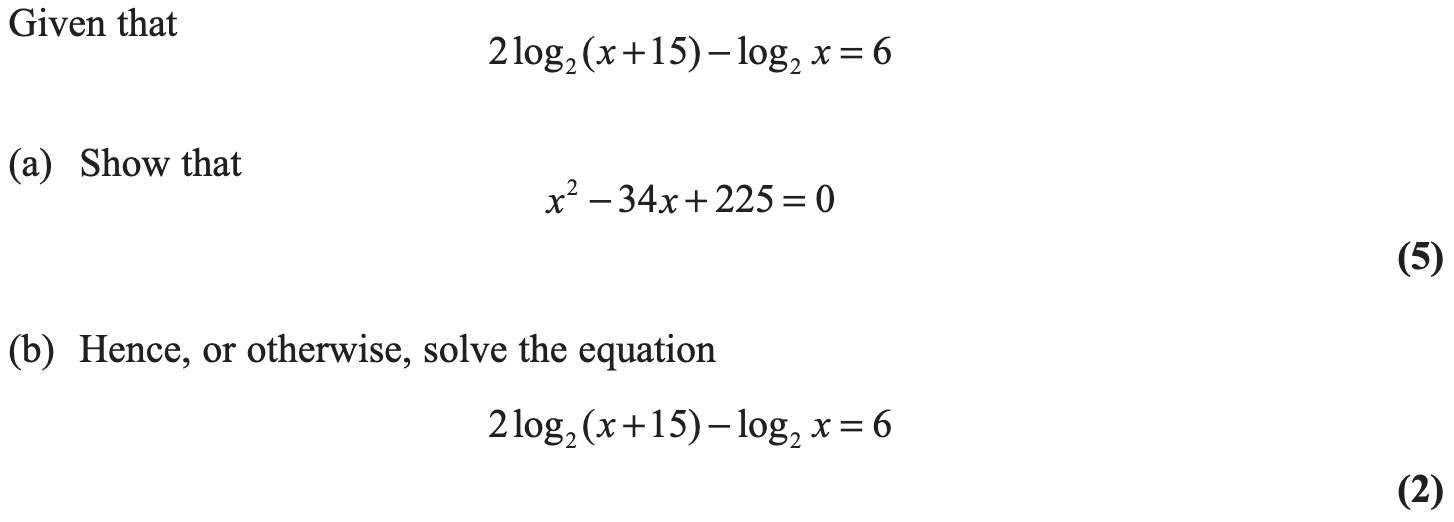 Given that
2 log₂(x+15) – log₂ x = 6
(a) Show that
x² – 34x + 225 = 0
(5)
(b) Hence, or otherwise, solve the equation
2 log₂(x+15) – log₂ x = 6
(2)